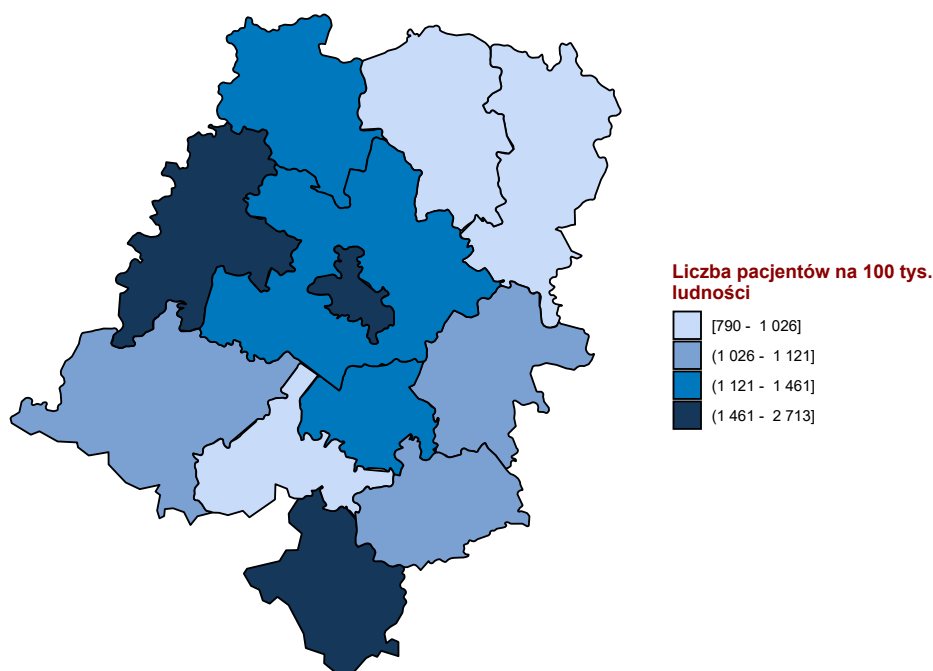 Liczba pacjentów na 100 tys.
ludności
[790 - 1 026]
(1 026 - 1 121]
(1 121 - 1 461]
(1 461 - 2 713]